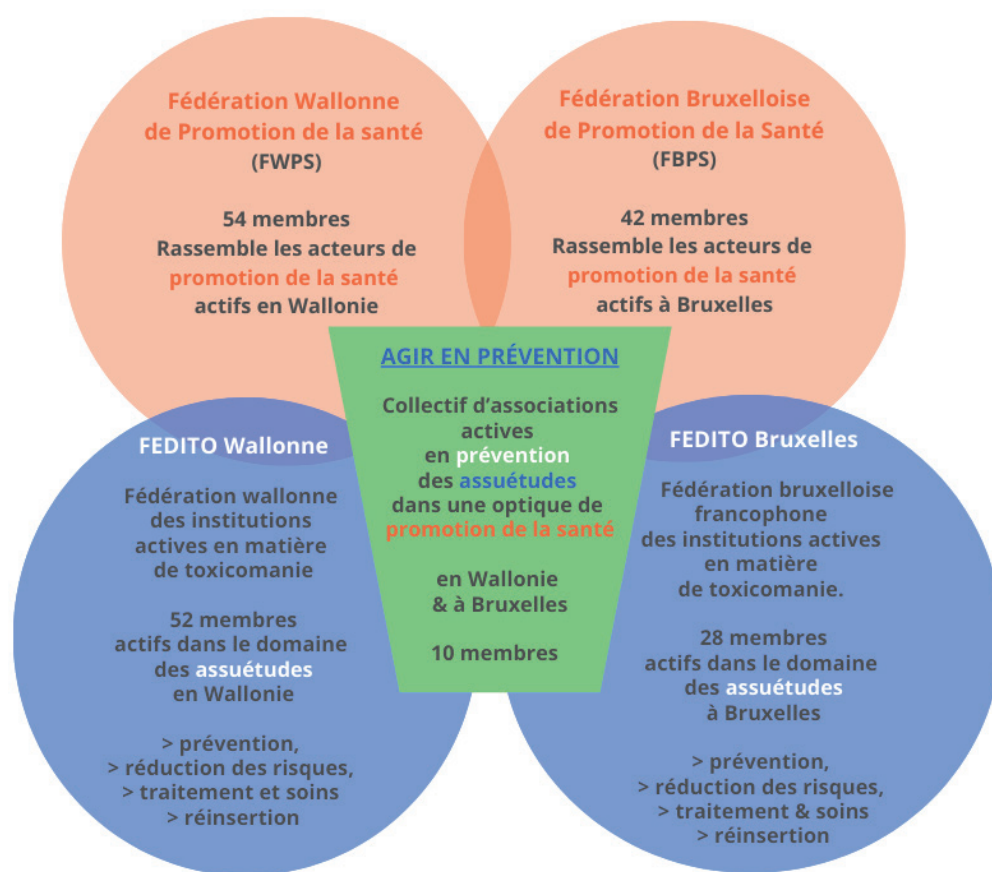 Fédération Wallonne
de Promotion de la santé
(FWPS)
54 membres
Rassemble les acteurs de
promotion de la santé
actifs en Wallonie
Fédération Bruxelloise
de Promotion de la Santé
(FBPS)
42 membres
Rassemble les acteurs de
promotion de la santé
actifs à Bruxelles
AGIR EN PRÉVENTION
Collectif d'associations
actives
en prévention
des assuétudes
dans une optique de
promotion de la santé
en Wallonie
& à Bruxelles
10 membres
FEDITO Wallonne
Fédération wallonne
des institutions
actives en matière
de toxicomanie
52 membres
actifs dans le domaine
des assuétudes
en Wallonie
> prévention,
> réduction des risques,
> traitement et soins
> réinsertion
FEDITO Bruxelles
Fédération bruxelloise
francophone
des institutions actives
en matière
de toxicomanie.
28 membres
actifs dans le domaine
des assuétudes
à Bruxelles
> prévention,
> réduction des risques,
> traitement & soins
> réinsertion